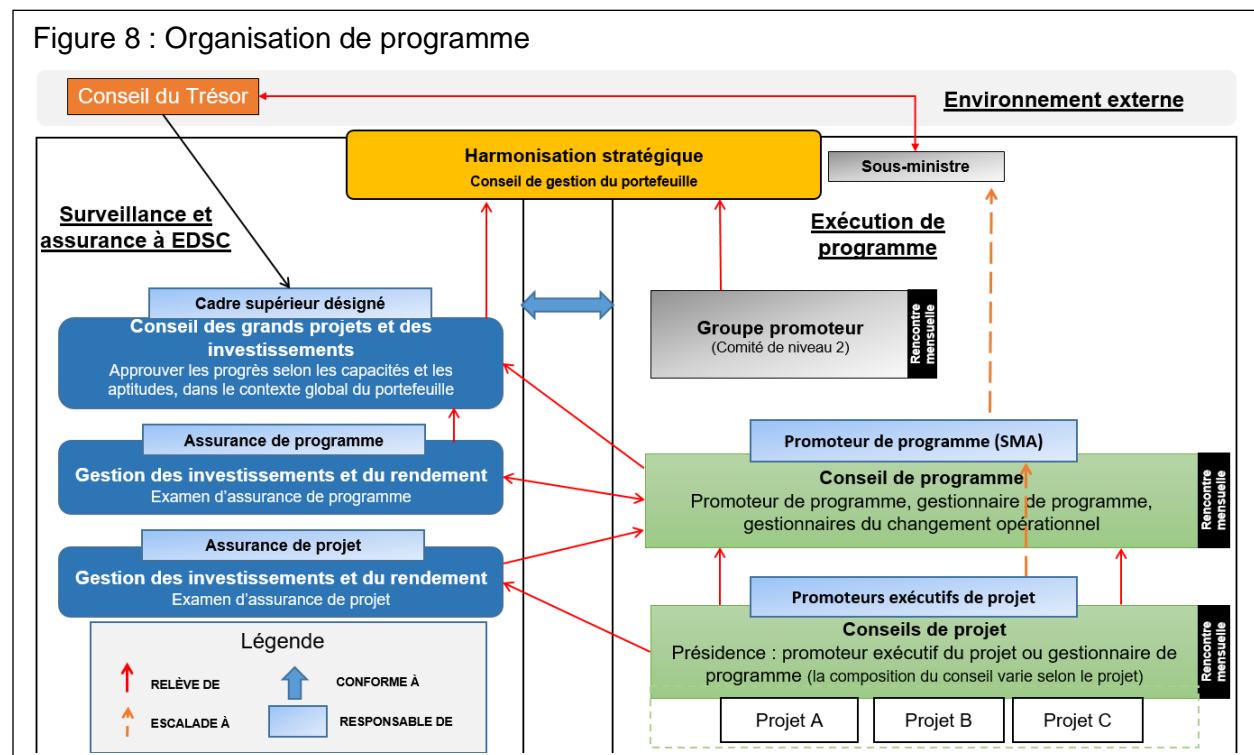 Figure 8 : Organisation de programme
Conseil du Trésor
Environnement externe
Harmonisation stratégique
Conseil de gestion du portefeuille
Sous-ministre
Surveillance et
assurance à EDSC
Exécution de
programme
Cadre supérieur désigné
Conseil des grands projets et des
investissements
Approuver les progrès selon les capacités et les
aptitudes, dans le contexte global du portefeuille
Groupe promoteur
(Comité de niveau 2)
Rencontre
mensuelle
Assurance de programme
Gestion des investissements et du rendement
Examen d'assurance de programme
Promoteur de programme (SMA)
Conseil de programme
Promoteur de programme, gestionnaire de programme,
gestionnaires du changement opérationnel
Rencontre
mensuelle
Assurance de projet
Gestion des investissements et du rendement
Examen d'assurance de projet
Promoteurs exécutifs de projet
Conseils de projet
Présidence : promoteur exécutif du projet ou gestionnaire de
programme (la composition du conseil varie selon le projet)
Rencontre
mensuelle
Projet A
Projet B
Projet C
Légende
RELÈVE DE
CONFORME À
ESCALADE À
RESPONSABLE DE